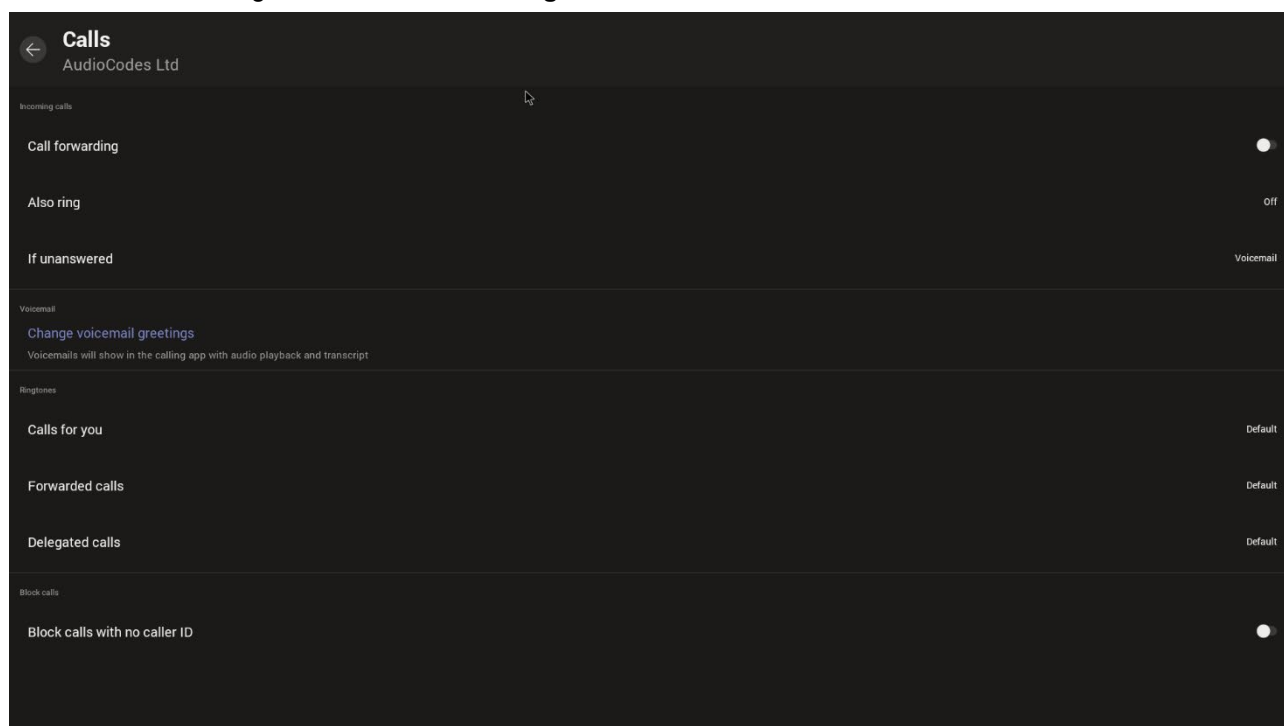 Calls
AudioCodes Ltd
Incoming calls
Call forwarding
Also ring
Off
If unanswered
Voicemail
Voicemail
Change voicemail greetings
Voicemails will show in the calling app with audio playback and transcript
Ringtones
Calls for you
Default
Forwarded calls
Default
Delegated calls
Default
Block calls
Block calls with no caller ID